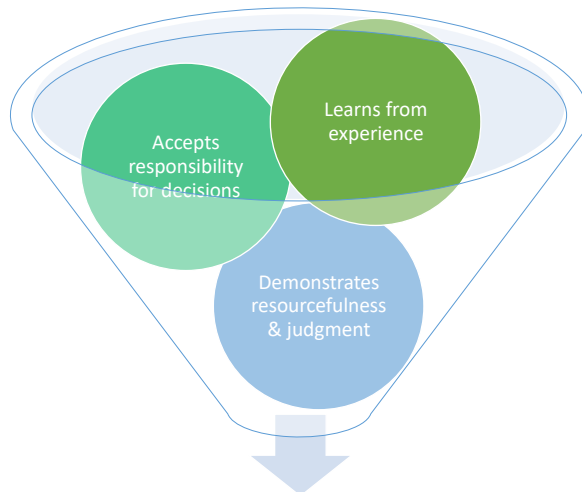 Learns from
experience
Accepts
responsibility
for decisions
Demonstrates
resourcefulness
& judgment